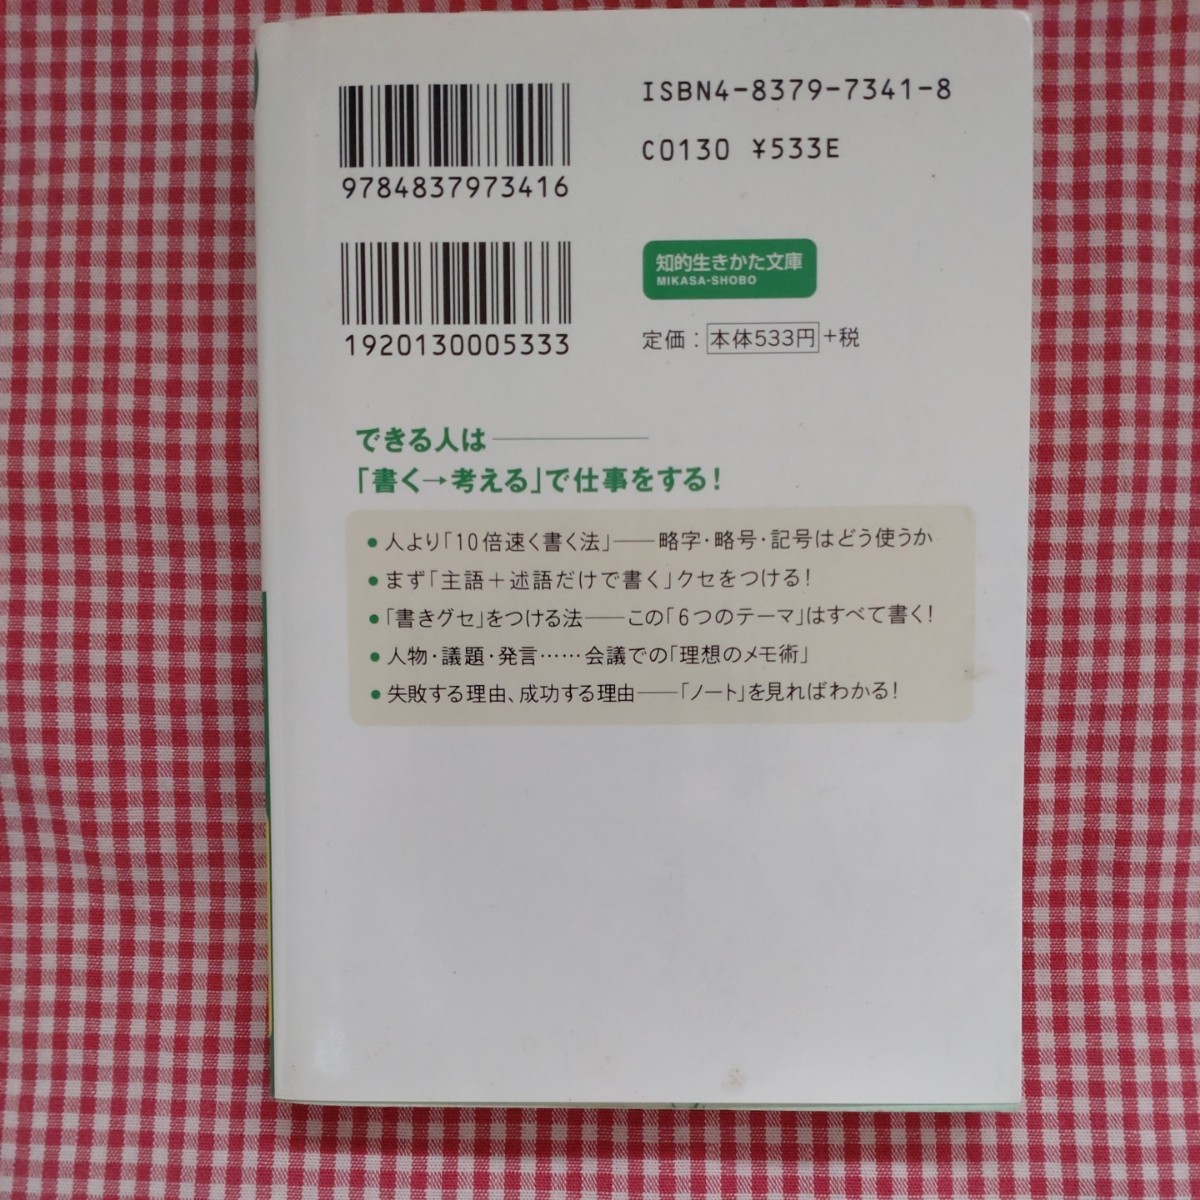 9784837973416
ISBN4-8379-7341-8
C0130 ¥533E
1920130005333
知的生きかた文庫
MIKASA-SHOBO
定価：本体533円+税
できる人は――――
「書く→考える」で仕事をする！
●人より「10倍速く書く法」――略字・略号・記号はどう使うか
●まず「主語＋述語だけで書く」クセをつける！
●「書きグセ」をつける法――この「6つのテーマ」はすべて書く！
●人物・議題・発言……会議での「理想のメモ術」
●失敗する理由、成功する理由――「ノート」を見ればわかる！